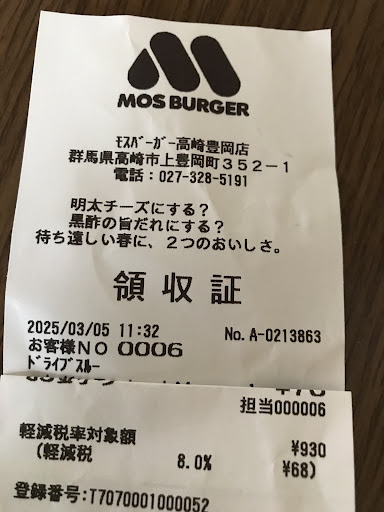 MOS BURGER
ﾓｽﾊﾞｰｶﾞｰ高崎豊岡店
群馬県高崎市上豊岡町３５２－１
電話：027-328-5191
明太チーズにする？
黒酢の旨だれにする？
待ち遠しい春に、２つのおいしさ。
領収証
2025/03/05 11:32 No. A-0213863
お客様ＮＯ 0006
ﾄﾞﾗｲﾌﾞｽﾙｰ
担当000006
軽減税率対象額 ¥930
(軽減税 8.0% ¥68)
登録番号:T7070001000052